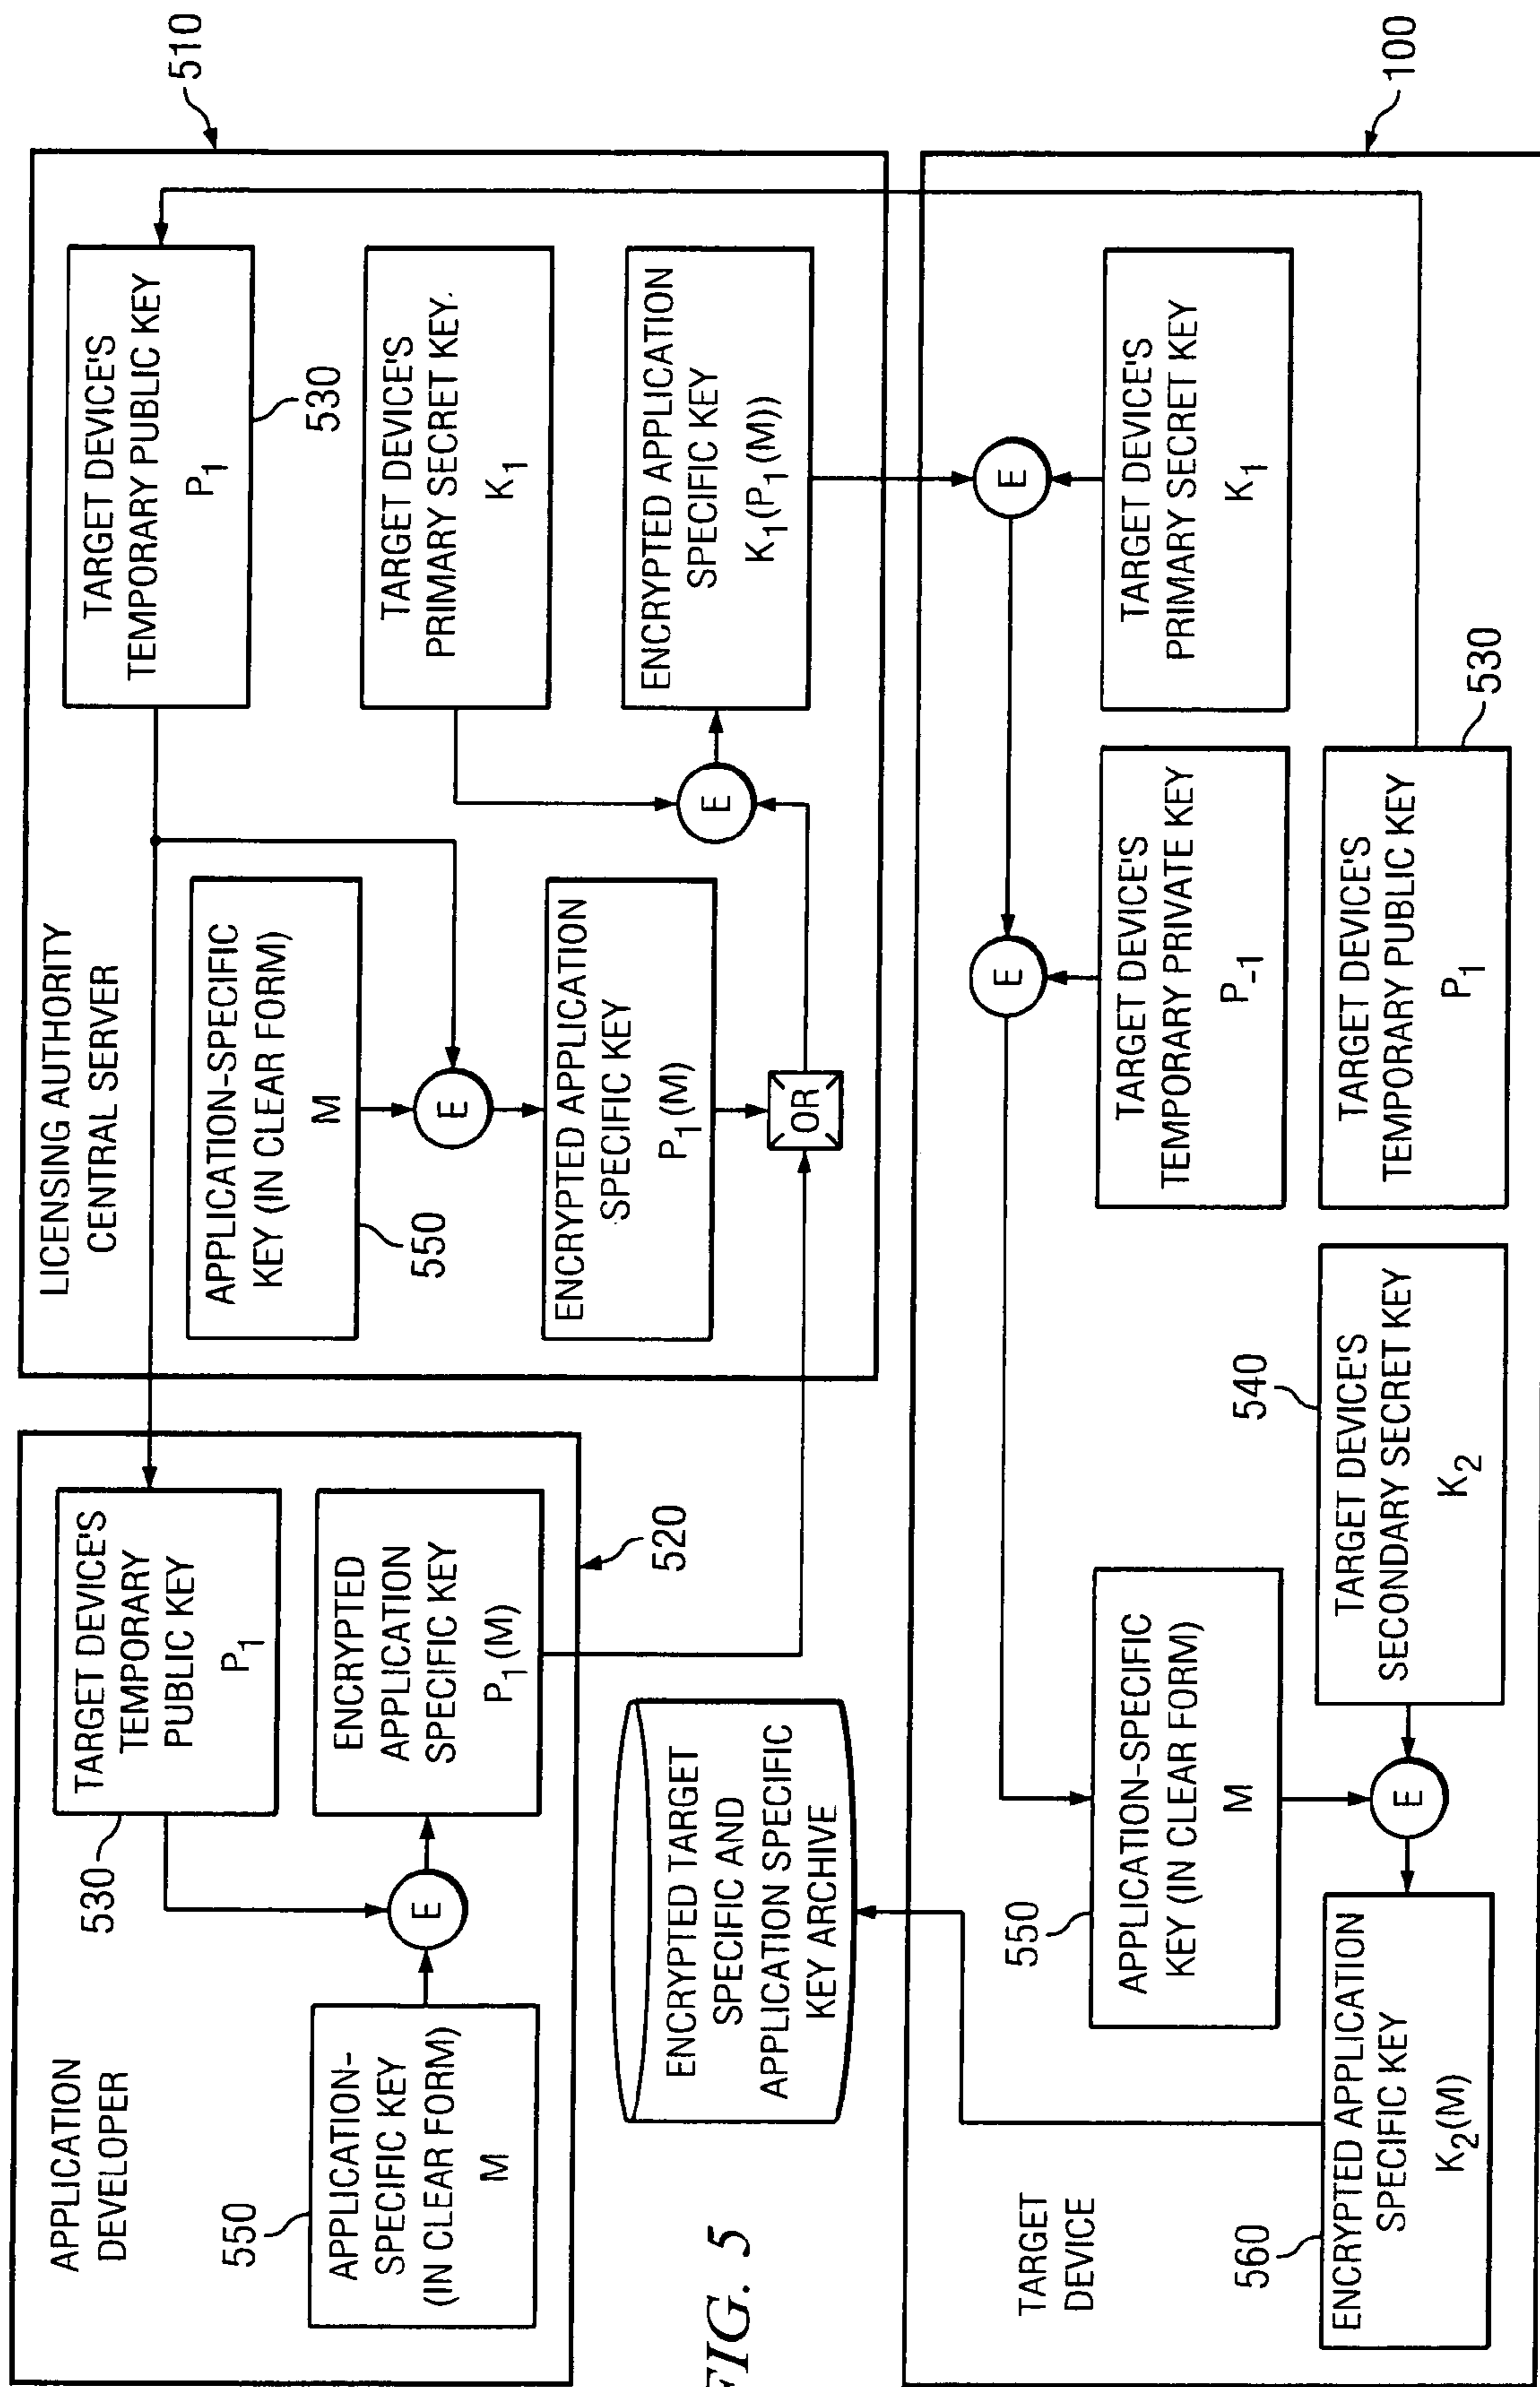 APPLICATION
DEVELOPER
550
APPLICATION-
SPECIFIC KEY
(IN CLEAR FORM)
M
E
530
TARGET DEVICE'S
TEMPORARY
PUBLIC KEY
P1
ENCRYPTED
APPLICATION
SPECIFIC KEY
P1(M)
520
LICENSING AUTHORITY
CENTRAL SERVER
510
APPLICATION-SPECIFIC
KEY (IN CLEAR FORM)
M
550
E
ENCRYPTED APPLICATION
SPECIFIC KEY
P1(M)
OR
TARGET DEVICE'S
TEMPORARY PUBLIC KEY
P1
530
TARGET DEVICE'S
PRIMARY SECRET KEY
K1
E
ENCRYPTED APPLICATION
SPECIFIC KEY
K1(P1(M))
ENCRYPTED TARGET
SPECIFIC AND
APPLICATION SPECIFIC
KEY ARCHIVE
FIG. 5
TARGET
DEVICE
100
560
ENCRYPTED APPLICATION
SPECIFIC KEY
K2(M)
550
APPLICATION-SPECIFIC
KEY (IN CLEAR FORM)
M
E
540
TARGET DEVICE'S
SECONDARY SECRET KEY
K2
E
TARGET DEVICE'S
TEMPORARY PRIVATE KEY
P-1
E
TARGET DEVICE'S
PRIMARY SECRET KEY
K1
TARGET DEVICE'S
TEMPORARY PUBLIC KEY
P1
530